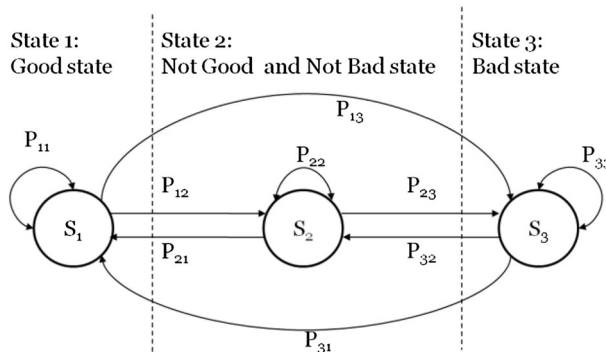 State 1:
Good state
State 2:
Not Good and Not Bad state
State 3:
Bad state
P13
P11
P22
P33
P12
P23
S1
S2
S3
P21
P32
P31